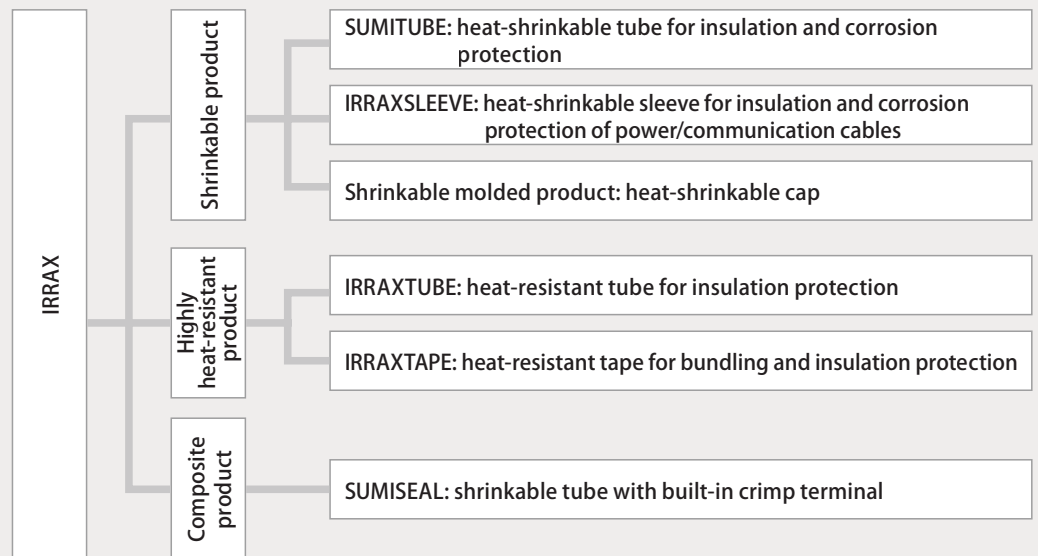 IRRAX
Shrinkable product
SUMITUBE: heat-shrinkable tube for insulation and corrosion
protection
IRRAXSLEEVE: heat-shrinkable sleeve for insulation and corrosion
protection of power/communication cables
Shrinkable molded product: heat-shrinkable cap
Highly
heat-resistant
product
IRRAXTUBE: heat-resistant tube for insulation protection
IRRAXTAPE: heat-resistant tape for bundling and insulation protection
Composite
product
SUMISEAL: shrinkable tube with built-in crimp terminal